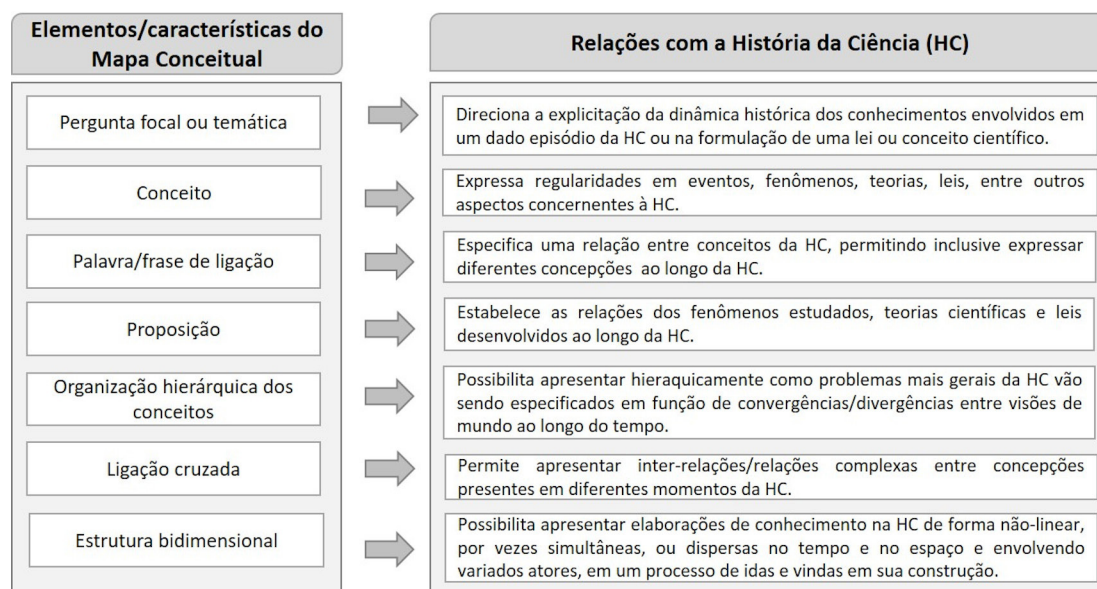 Elementos/características do
Mapa Conceitual
Relações com a História da Ciência (HC)
Pergunta focal ou temática
Direciona a explicitação da dinâmica histórica dos conhecimentos envolvidos em
um dado episódio da HC ou na formulação de uma lei ou conceito científico.
Conceito
Expressa regularidades em eventos, fenômenos, teorias, leis, entre outros
aspectos concernentes à HC.
Palavra/frase de ligação
Especifica uma relação entre conceitos da HC, permitindo inclusive expressar
diferentes concepções ao longo da HC.
Proposição
Estabelece as relações dos fenômenos estudados, teorias científicas e leis
desenvolvidos ao longo da HC.
Organização hierárquica dos
conceitos
Possibilita apresentar hieraquicamente como problemas mais gerais da HC vão
sendo especificados em função de convergências/divergências entre visões de
mundo ao longo do tempo.
Ligação cruzada
Permite apresentar inter-relações/relações complexas entre concepções
presentes em diferentes momentos da HC.
Estrutura bidimensional
Possibilita apresentar elaborações de conhecimento na HC de forma não-linear,
por vezes simultâneas, ou dispersas no tempo e no espaço e envolvendo
variados atores, em um processo de idas e vindas em sua construção.